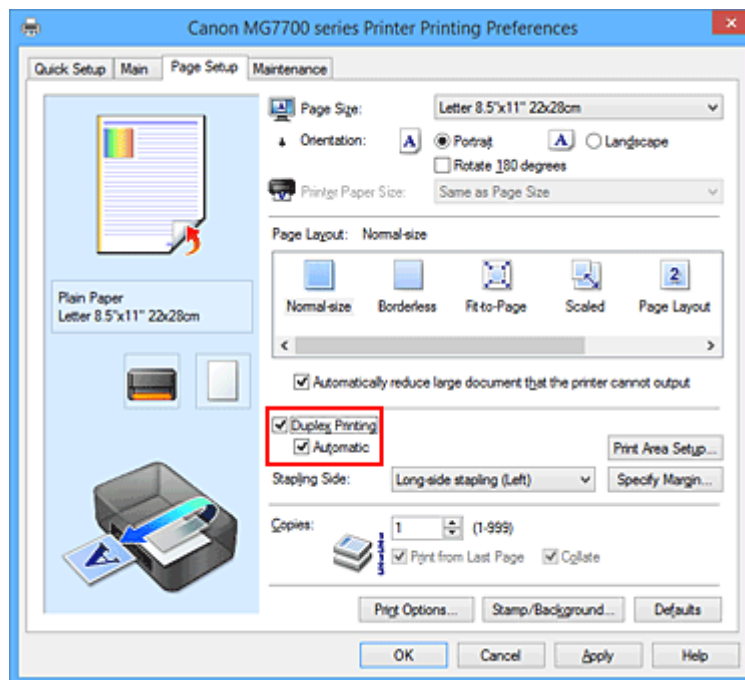 Canon MG7700 series Printer Printing Preferences
Quick Setup Main Page Setup Maintenance
Page Size: Letter 8.5"x11" 22x28cm
Orientation: A Portrait A Landscape
Rotate 180 degrees
Printer Paper Size: Same as Page Size
Page Layout: Normal-size
2
Normal-size Borderless Fit-to-Page Scaled Page Layout
Plain Paper
Letter 8.5"x11" 22x28cm
Automatically reduce large document that the printer cannot output
Duplex Printing
Automatic
Print Area Setup...
Stapling Side: Long-side stapling (Left) Specify Margin...
Copies: 1 (1-999)
Print from Last Page Collate
A
Print Options... Stamp/Background... Defaults
OK Cancel Apply Help